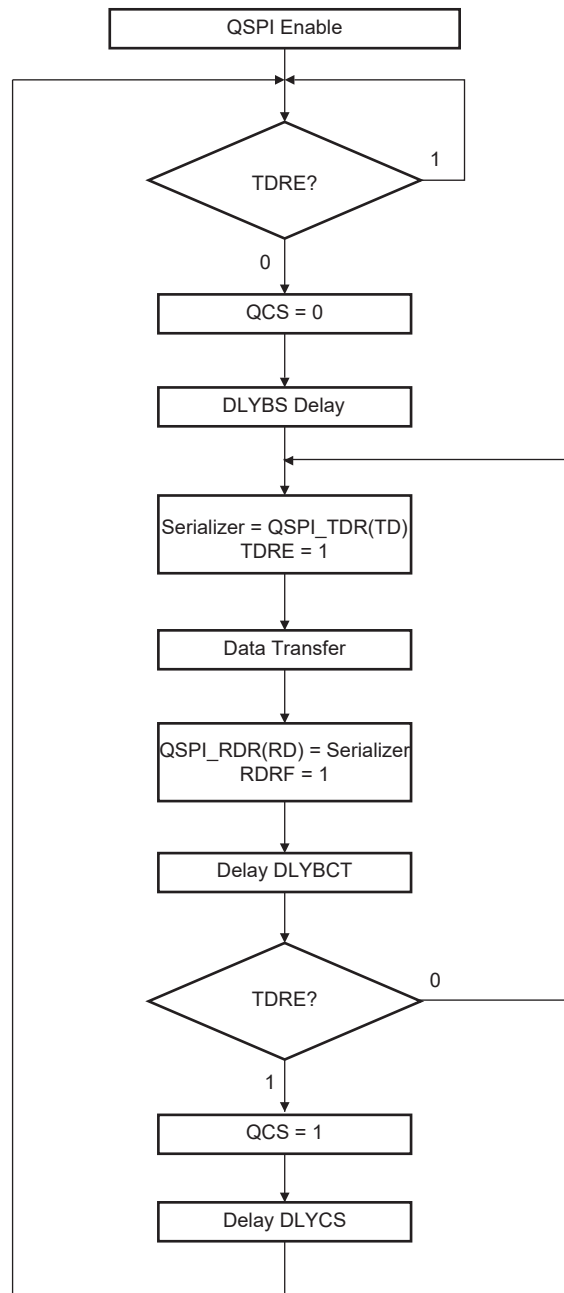 QSPI Enable
TDRE?
1
0
QCS = 0
DLYBS Delay
Serializer = QSPI_TDR(TD)
TDRE = 1
Data Transfer
QSPI_RDR(RD) = Serializer
RDRF = 1
Delay DLYBCT
TDRE?
0
1
QCS = 1
Delay DLYCS